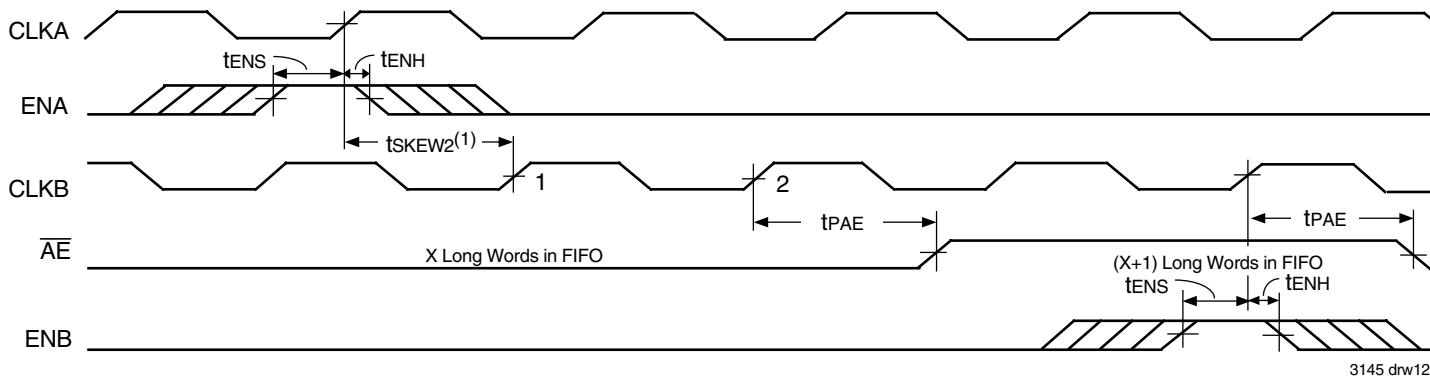 CLKA
tENS
tENH
ENA
tSKEW2(1)
CLKB
1
2
tPAE
tPAE
AE
X Long Words in FIFO
(X+1) Long Words in FIFO
tENS
tENH
ENB
3145 drw12